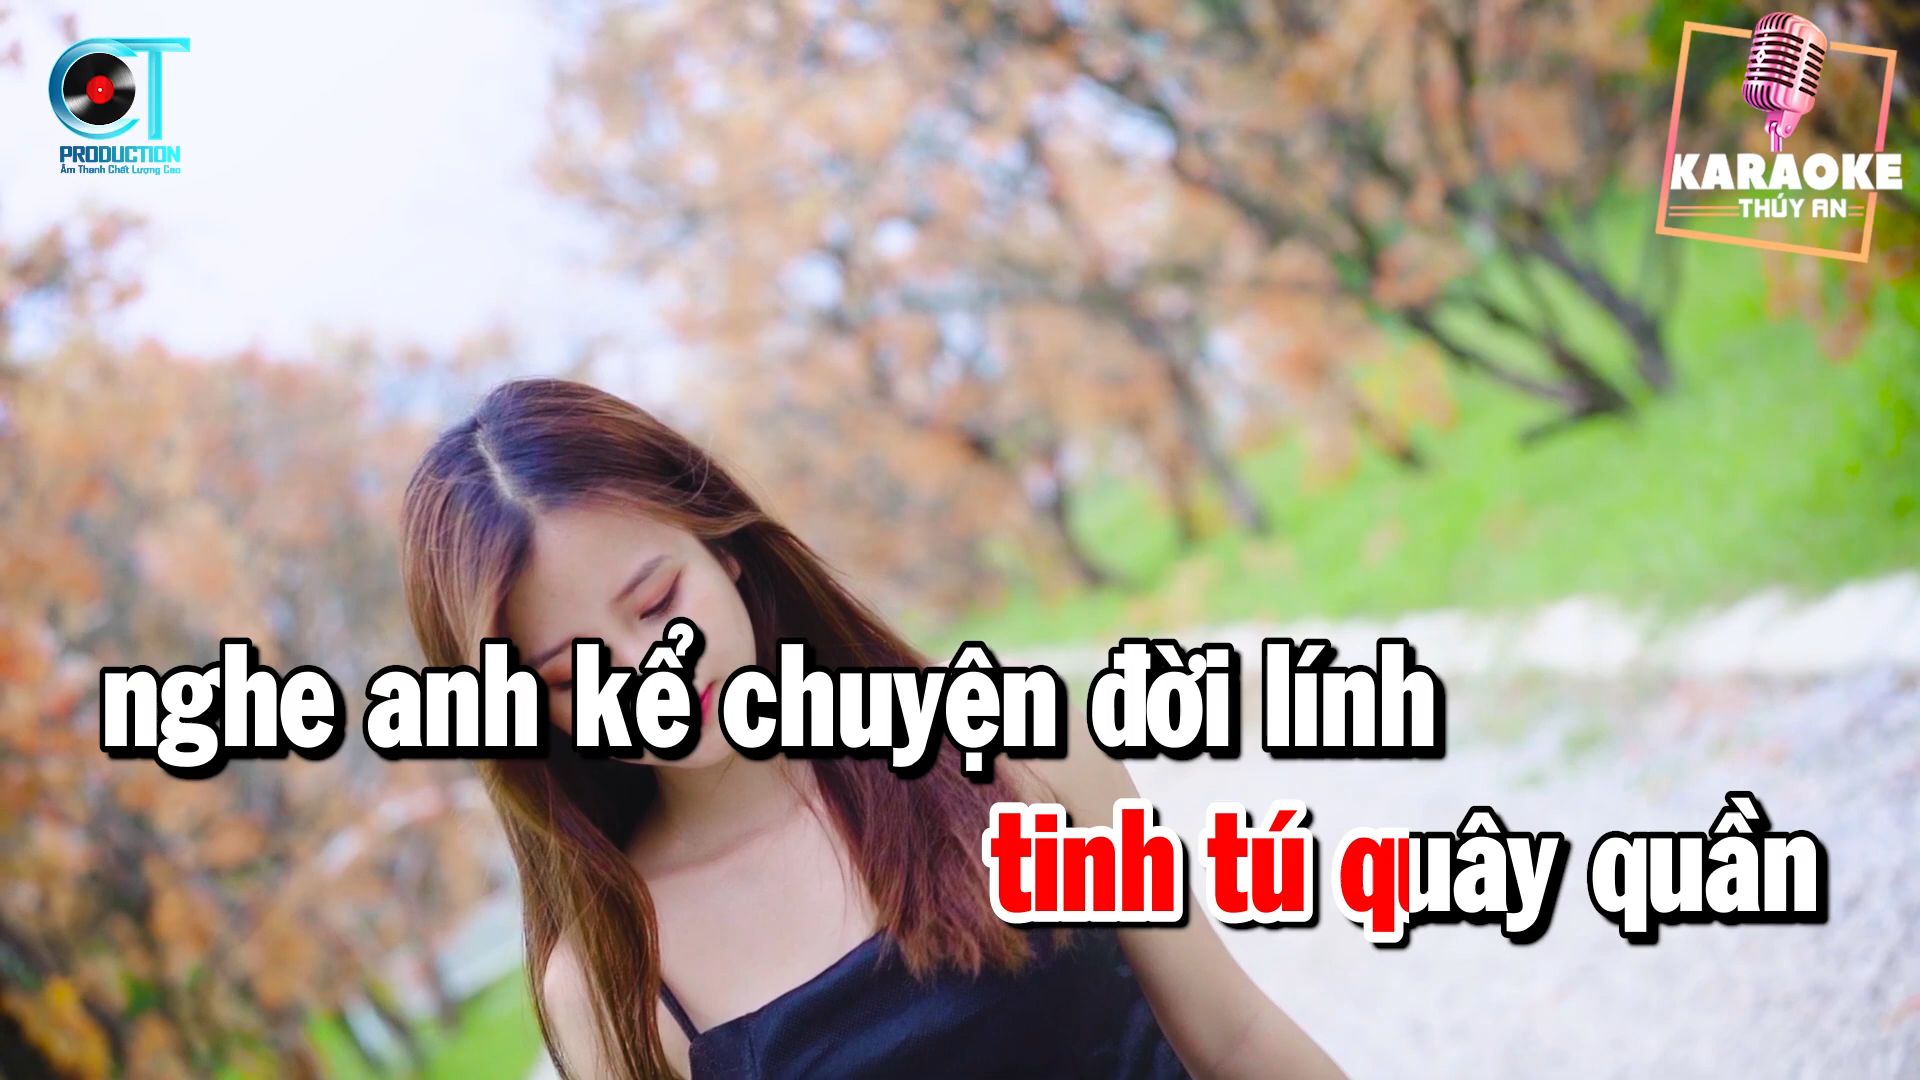 CT
PRODUCTION
Âm Thanh Chất Lượng Cao
KARAOKE
THÚY AN
nghe anh kể chuyện đời lính
tinh tú quây quần